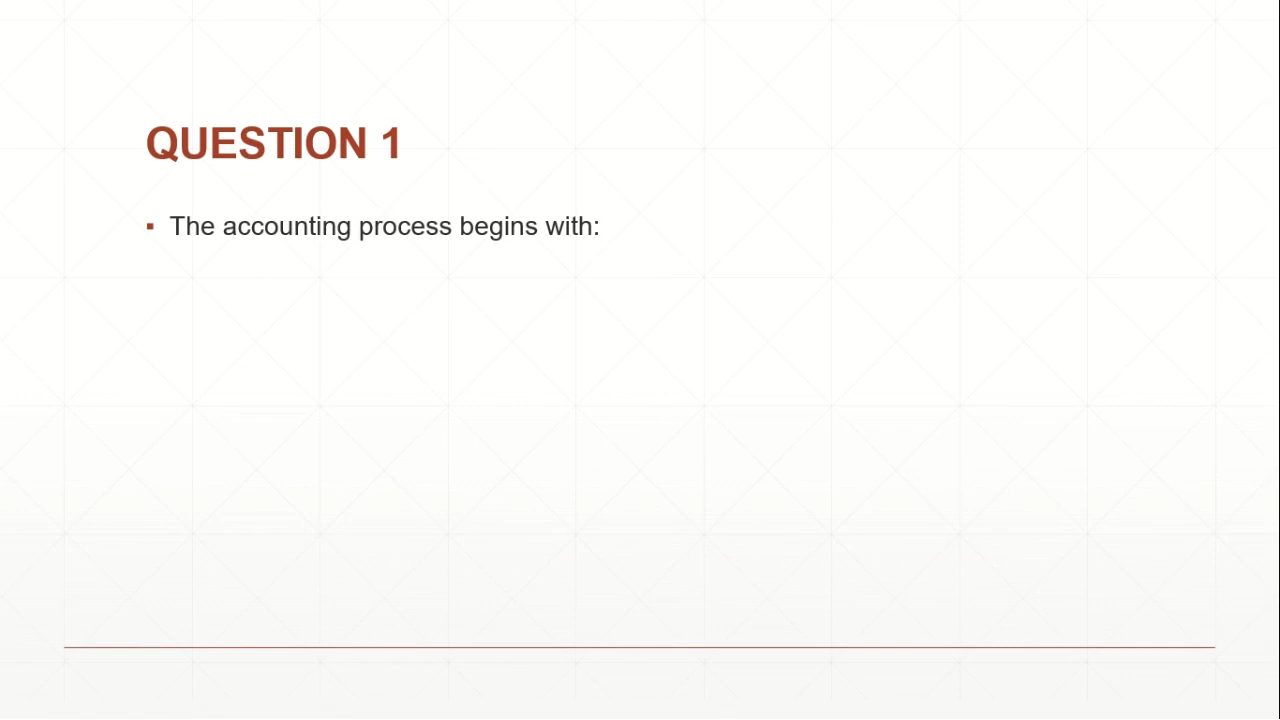 QUESTION 1
▪ The accounting process begins with: